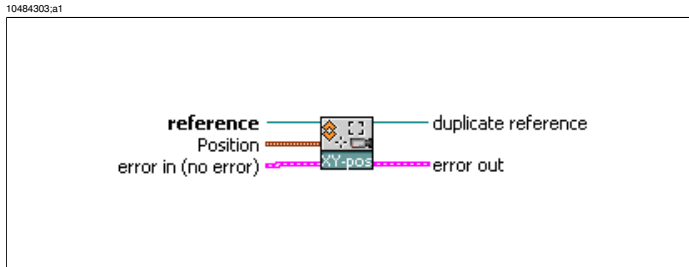 10484303;a1
reference
duplicate reference
Position
XY-pos
error in (no error)
error out